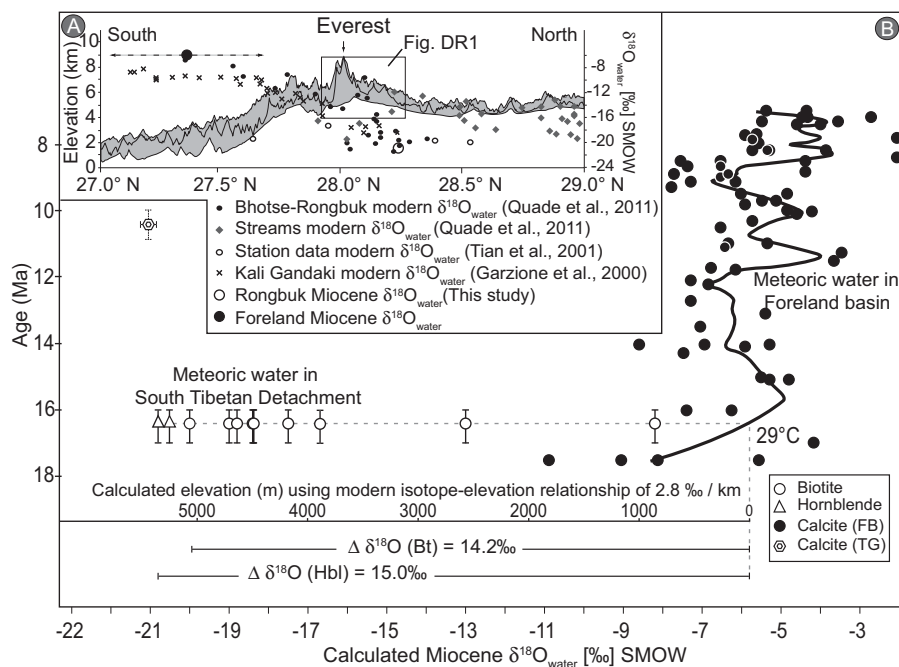 A
B
South
Everest
North
Fig. DR1
Elevation (km)
10
8
6
4
2
0
δ¹⁸Owater [‰] SMOW
-8
-12
-16
-20
-24
27.0° N
27.5° N
28.0° N
28.5° N
29.0° N
Bhotse-Rongbuk modern δ¹⁸Owater (Quade et al., 2011)
Streams modern δ¹⁸Owater (Quade et al., 2011)
Station data modern δ¹⁸Owater (Tian et al., 2001)
Kali Gandaki modern δ¹⁸Owater (Garzione et al., 2000)
Rongbuk Miocene δ¹⁸Owater (This study)
Foreland Miocene δ¹⁸Owater
Age (Ma)
8
10
12
14
16
18
Meteoric water in
Foreland basin
Meteoric water in
South Tibetan Detachment
29°C
Calculated elevation (m) using modern isotope-elevation relationship of 2.8 ‰ / km
5000
4000
3000
2000
1000
0
Biotite
Hornblende
Calcite (FB)
Calcite (TG)
Δ δ¹⁸O (Bt) = 14.2‰
Δ δ¹⁸O (Hbl) = 15.0‰
-22 -21 -19 -17 -15 -13 -11 -9 -7 -5 -3
Calculated Miocene δ¹⁸Owater [‰] SMOW